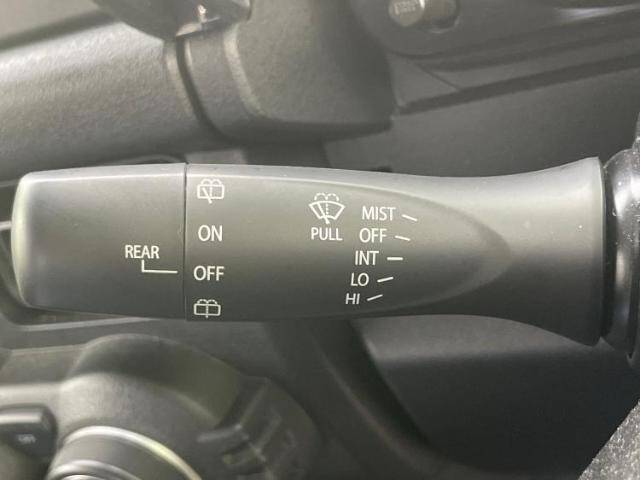 REAR
ON
OFF
PULL
MIST
OFF
INT
LO
HI